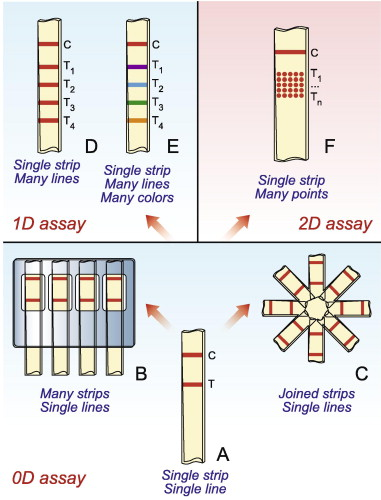 C
T1
T2
T3
T4
D
Single strip
Many lines
T1
T2
T3
T4
E
Single strip
Many lines
Many colors
1D assay
C
T1
...
Tn
F
Single strip
Many points
2D assay
B
Many strips
Single lines
C
Joined strips
Single lines
C
T
A
Single strip
Single line
0D assay